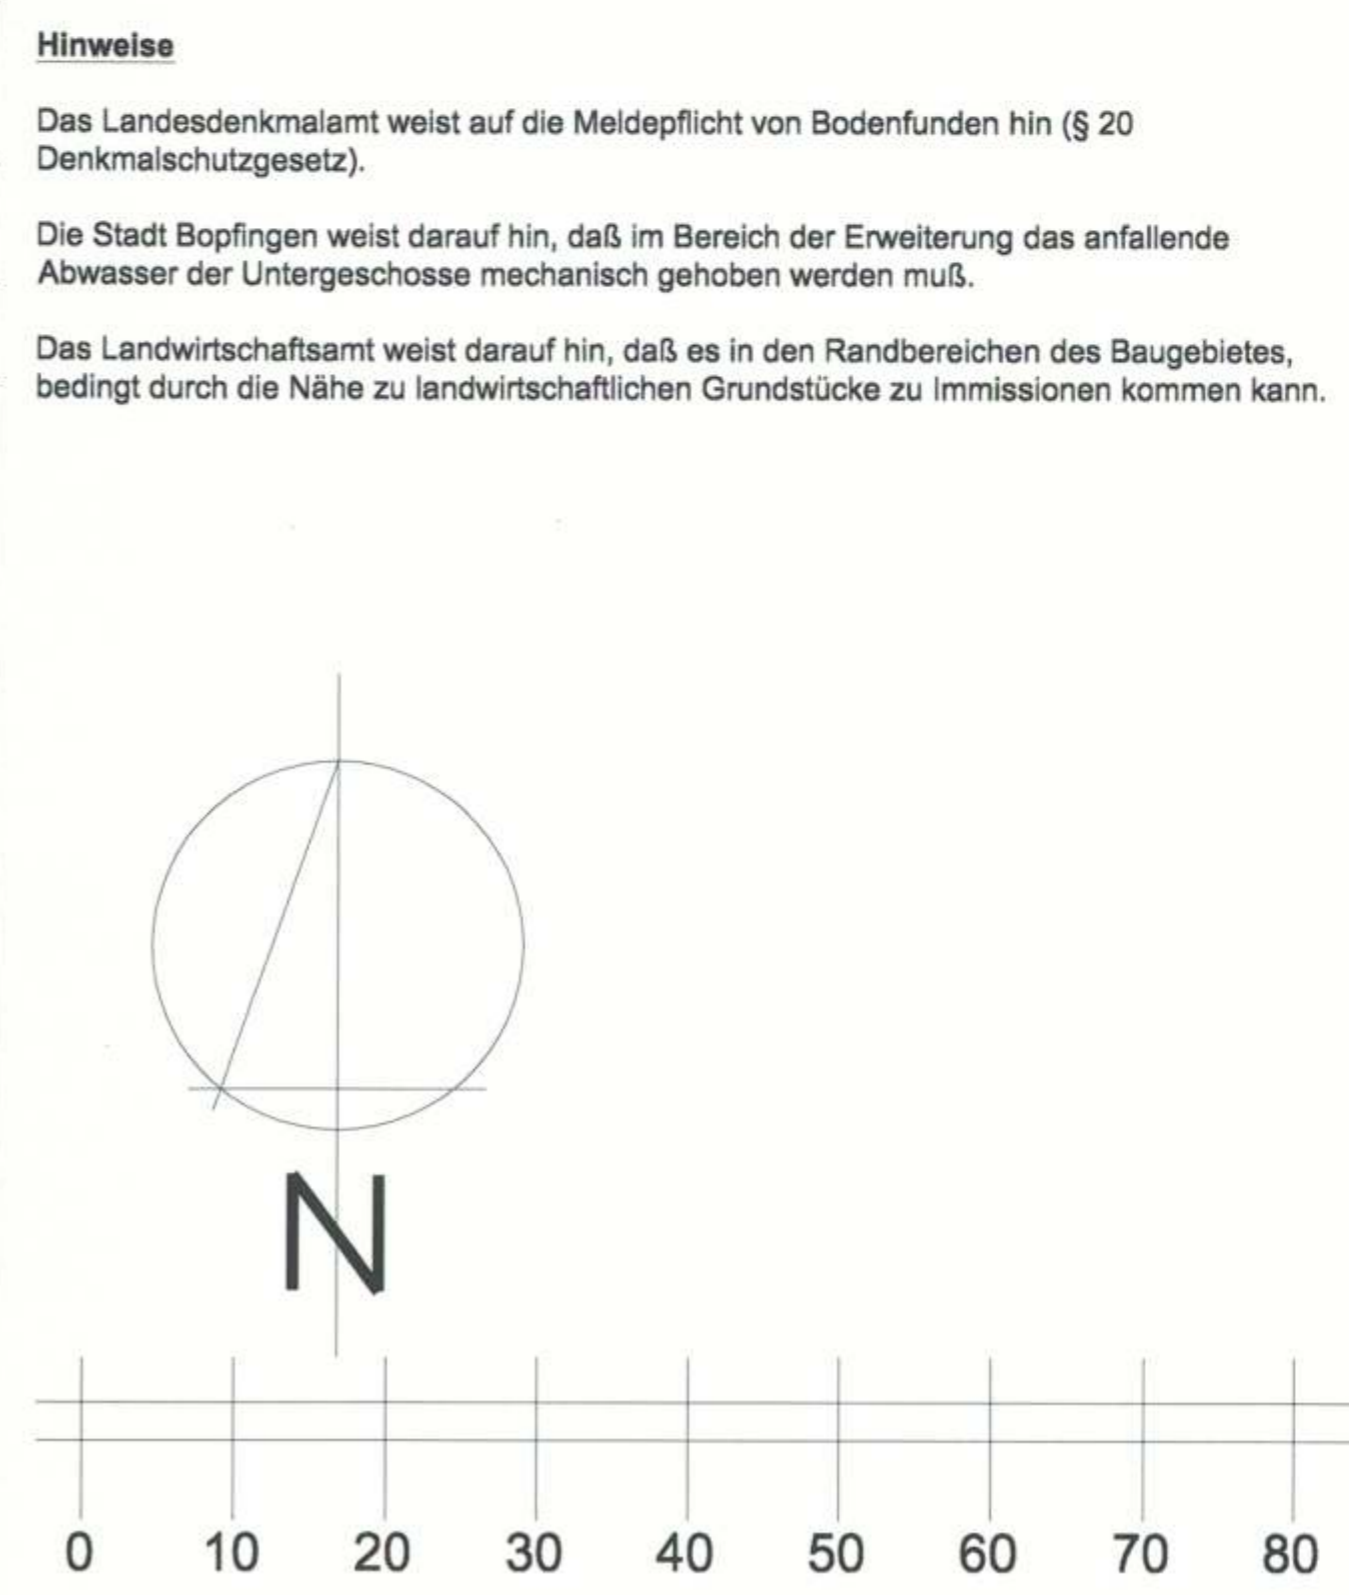 Hinweise
Das Landesdenkmalamt weist auf die Meldepflicht von Bodenfunden hin (§ 20
Denkmalschutzgesetz).
Die Stadt Bopfingen weist darauf hin, daß im Bereich der Erweiterung das anfallende
Abwasser der Untergeschosse mechanisch gehoben werden muß.
Das Landwirtschaftsamt weist darauf hin, daß es in den Randbereichen des Baugebietes,
bedingt durch die Nähe zu landwirtschaftlichen Grundstücke zu Immissionen kommen kann.
N
0 10 20 30 40 50 60 70 80